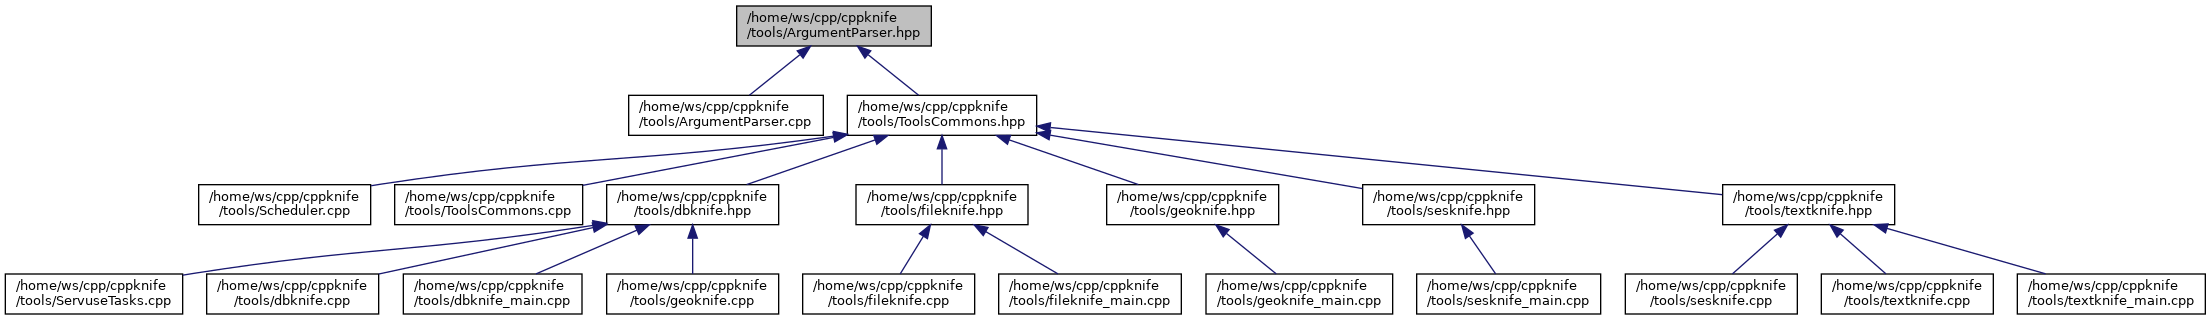 /home/ws/cpp/cppknife
/tools/ArgumentParser.hpp
/home/ws/cpp/cppknife
/tools/ArgumentParser.cpp
/home/ws/cpp/cppknife
/tools/ToolsCommons.hpp
/home/ws/cpp/cppknife
/tools/Scheduler.cpp
/home/ws/cpp/cppknife
/tools/ToolsCommons.cpp
/home/ws/cpp/cppknife
/tools/dbknife.hpp
/home/ws/cpp/cppknife
/tools/fileknife.hpp
/home/ws/cpp/cppknife
/tools/geoknife.hpp
/home/ws/cpp/cppknife
/tools/sesknife.hpp
/home/ws/cpp/cppknife
/tools/textknife.hpp
/home/ws/cpp/cppknife
/tools/ServuseTasks.cpp
/home/ws/cpp/cppknife
/tools/dbknife.cpp
/home/ws/cpp/cppknife
/tools/dbknife_main.cpp
/home/ws/cpp/cppknife
/tools/geoknife.cpp
/home/ws/cpp/cppknife
/tools/fileknife.cpp
/home/ws/cpp/cppknife
/tools/fileknife_main.cpp
/home/ws/cpp/cppknife
/tools/geoknife_main.cpp
/home/ws/cpp/cppknife
/tools/sesknife_main.cpp
/home/ws/cpp/cppknife
/tools/sesknife.cpp
/home/ws/cpp/cppknife
/tools/textknife.cpp
/home/ws/cpp/cppknife
/tools/textknife_main.cpp